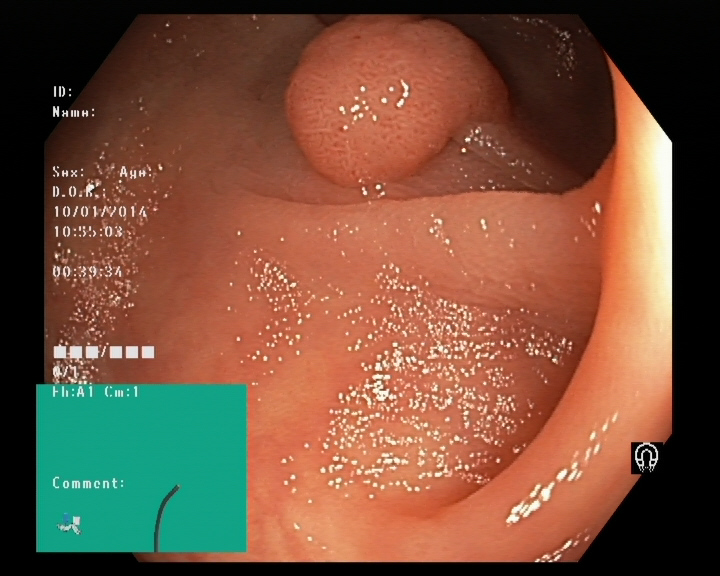 ID:
Name:
Sex: Age:
D.O.B.:
10/01/2014
10:55:03
00:39:34
/
0/1
Eh:A1 Cm:1
Comment: